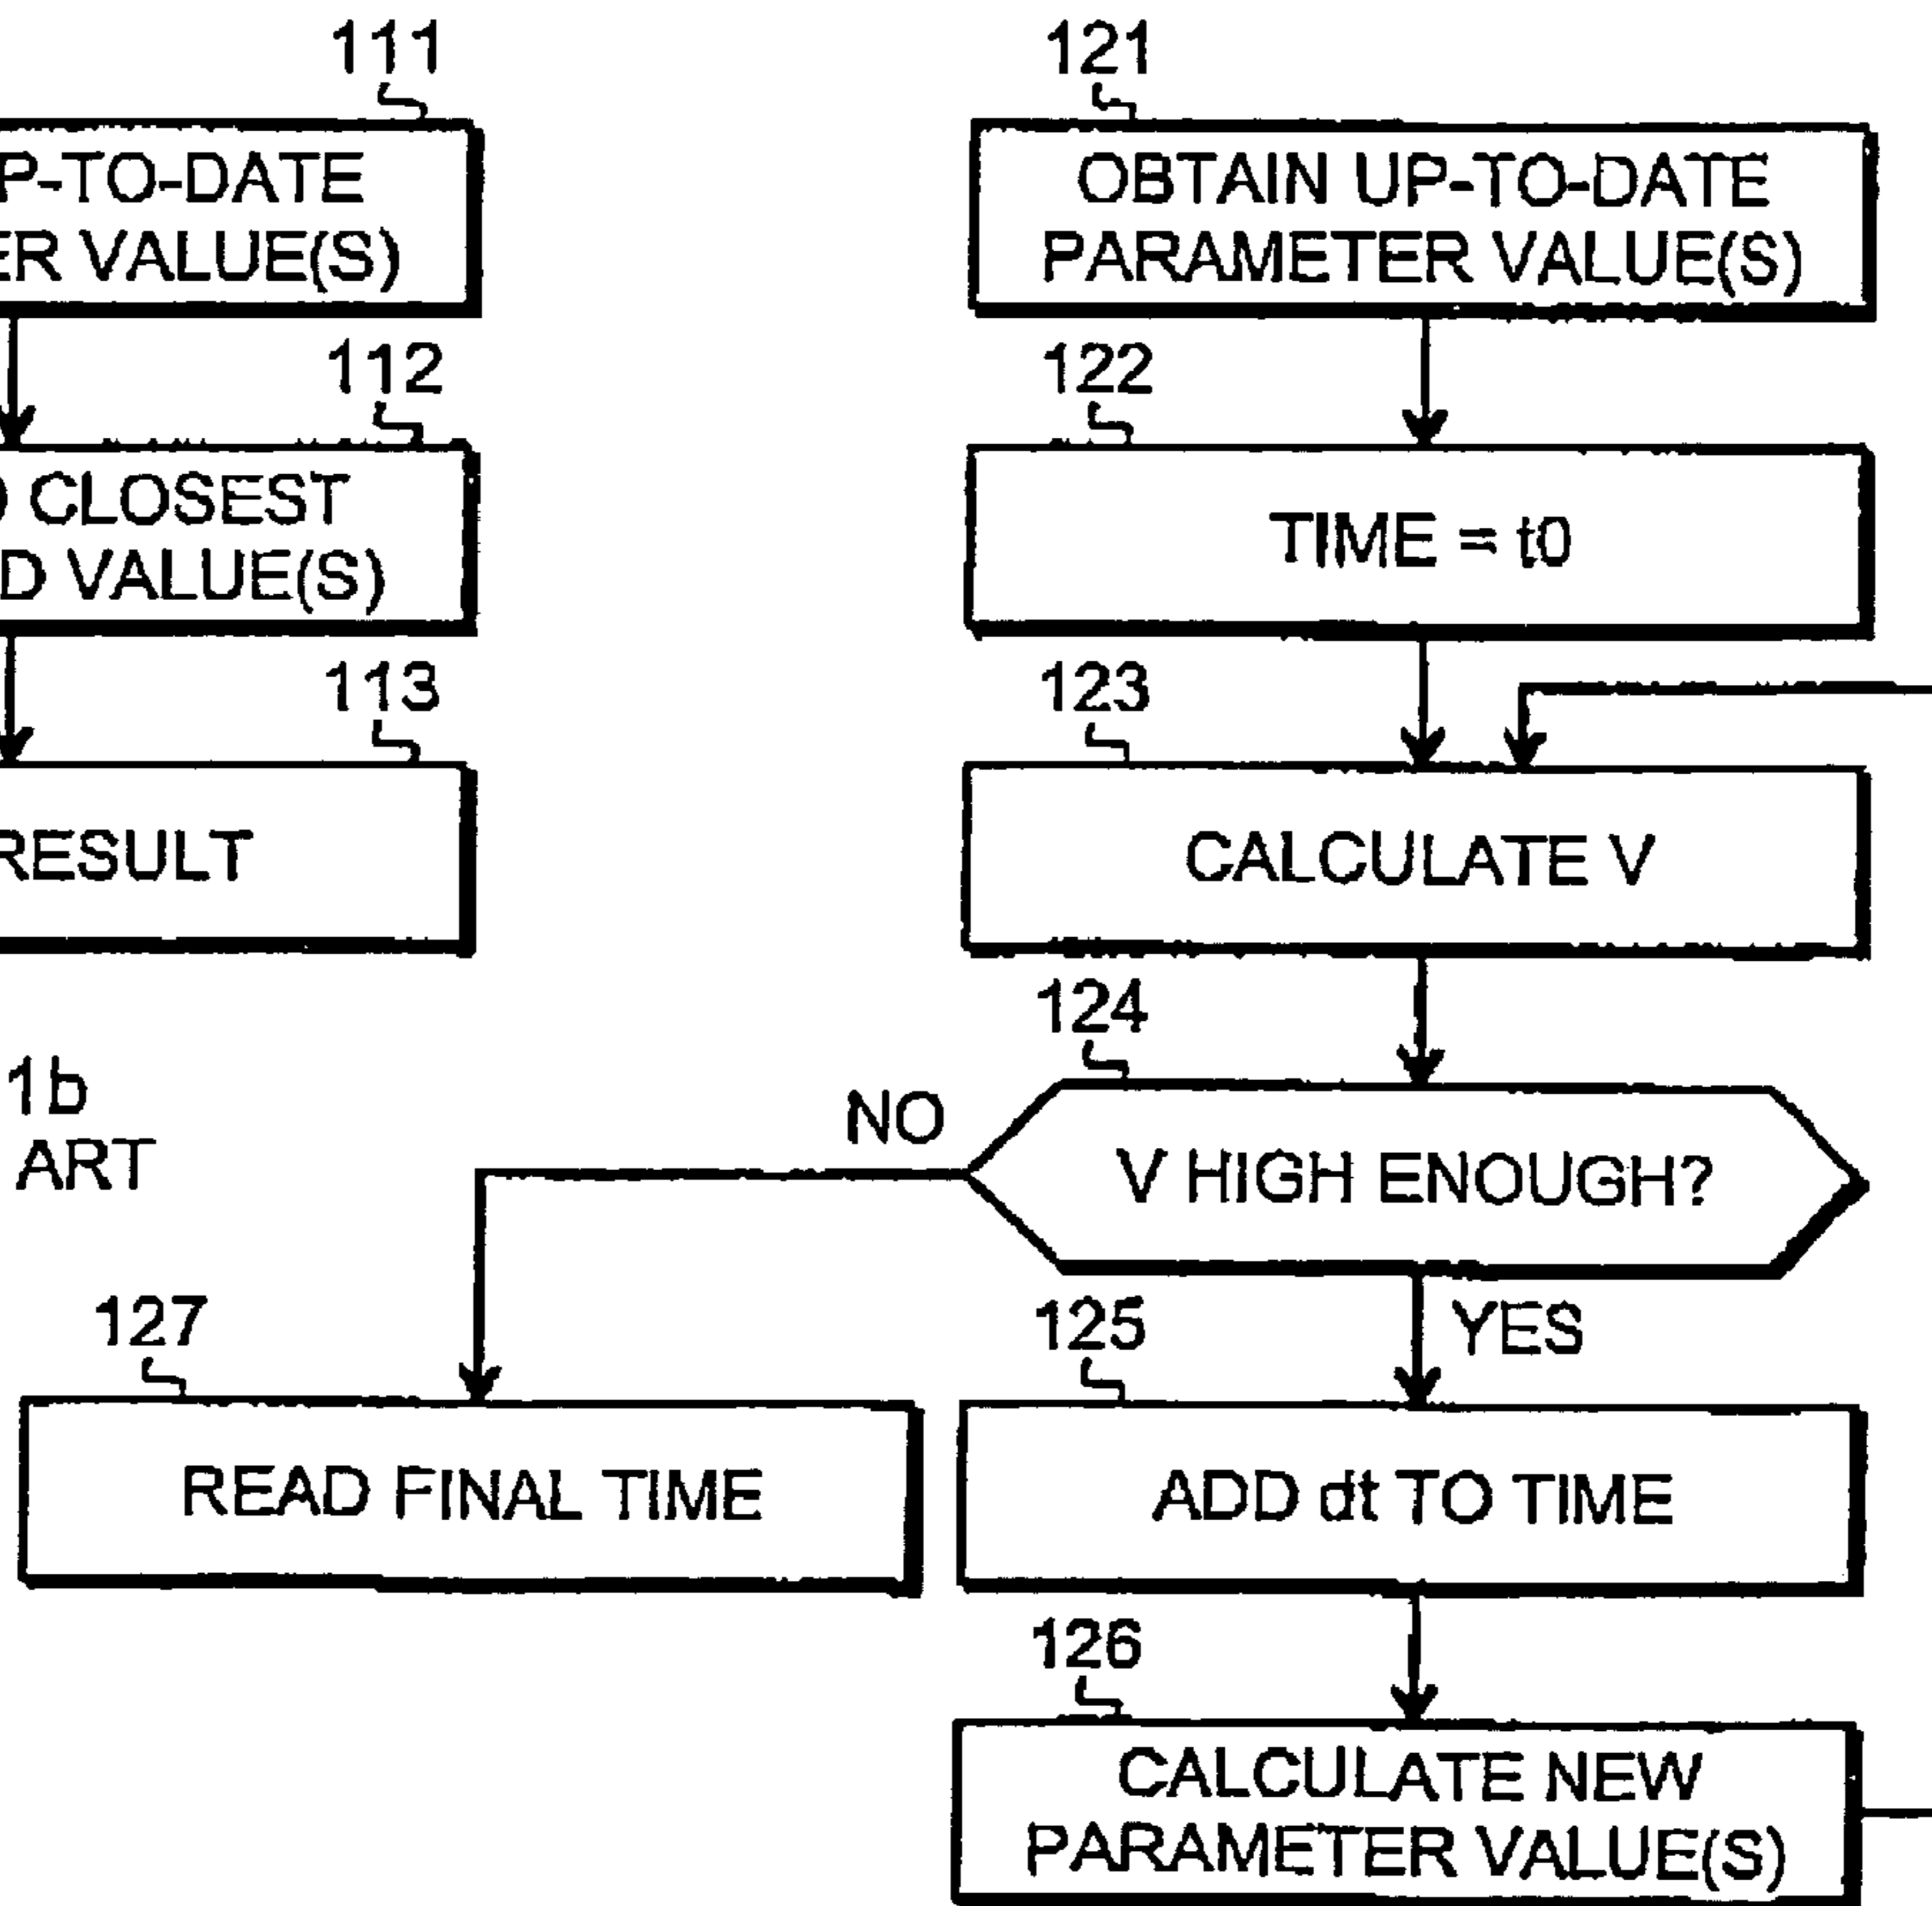 111
P-TO-DATE
ER VALUE(S)
112
CLOSEST
D VALUE(S)
113
RESULT
1b
ART
121
OBTAIN UP-TO-DATE
PARAMETER VALUE(S)
122
TIME = t0
123
CALCULATE V
124
V HIGH ENOUGH?
NO
YES
127
READ FINAL TIME
125
ADD dt TO TIME
126
CALCULATE NEW
PARAMETER VALUE(S)